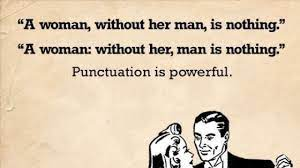 “A woman, without her man, is nothing.”
“A woman: without her, man is nothing.”
Punctuation is powerful.